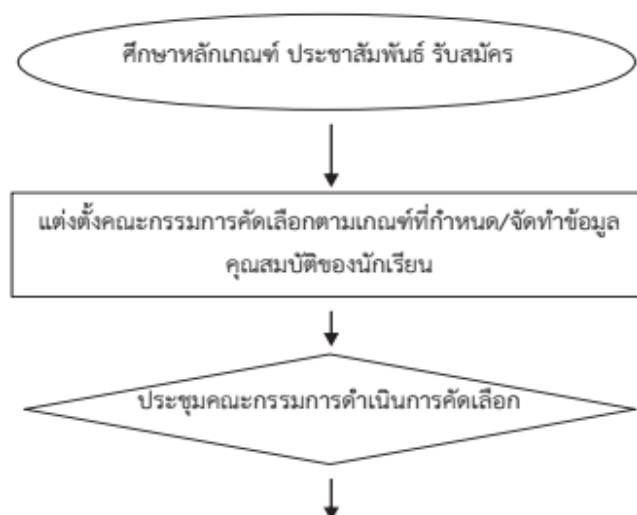 ศึกษาหลักเกณฑ์ ประชาสัมพันธ์ รับสมัคร
แต่งตั้งคณะกรรมการคัดเลือกตามเกณฑ์ที่กำหนด/จัดทำข้อมูล
คุณสมบัติของนักเรียน
ประชุมคณะกรรมการดำเนินการคัดเลือก